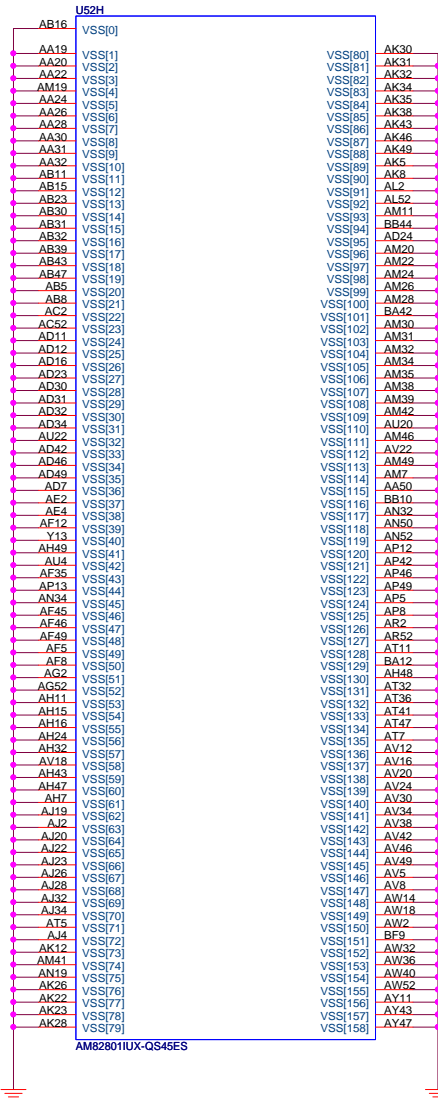 U52H
AB16 VSS[0]
AA19 VSS[1] VSS[80] AK30
AA20 VSS[2] VSS[81] AK31
AA22 VSS[3] VSS[82] AK32
AM19 VSS[4] VSS[83] AK34
AA24 VSS[5] VSS[84] AK35
AA26 VSS[6] VSS[85] AK38
AA28 VSS[7] VSS[86] AK43
AA30 VSS[8] VSS[87] AK46
AA31 VSS[9] VSS[88] AK49
AA32 VSS[10] VSS[89] AK5
AB11 VSS[11] VSS[90] AK8
AB15 VSS[12] VSS[91] AL2
AB23 VSS[13] VSS[92] AL52
AB30 VSS[14] VSS[93] AM11
AB31 VSS[15] VSS[94] BB44
AB32 VSS[16] VSS[95] AD24
AB39 VSS[17] VSS[96] AM20
AB43 VSS[18] VSS[97] AM22
AB47 VSS[19] VSS[98] AM24
AB5 VSS[20] VSS[99] AM26
AB8 VSS[21] VSS[100] AM28
AC2 VSS[22] VSS[101] BA42
AC52 VSS[23] VSS[102] AM30
AD11 VSS[24] VSS[103] AM31
AD12 VSS[25] VSS[104] AM32
AD16 VSS[26] VSS[105] AM34
AD23 VSS[27] VSS[106] AM35
AD30 VSS[28] VSS[107] AM38
AD31 VSS[29] VSS[108] AM39
AD32 VSS[30] VSS[109] AM42
AD34 VSS[31] VSS[110] AU20
AU22 VSS[32] VSS[111] AM46
AD42 VSS[33] VSS[112] AV22
AD46 VSS[34] VSS[113] AM49
AD49 VSS[35] VSS[114] AM7
AD7 VSS[36] VSS[115] AA50
AE2 VSS[37] VSS[116] BB10
AE4 VSS[38] VSS[117] AN32
AF12 VSS[39] VSS[118] AN50
Y13 VSS[40] VSS[119] AN52
AH49 VSS[41] VSS[120] AP12
AU4 VSS[42] VSS[121] AP42
AF35 VSS[43] VSS[122] AP46
AP13 VSS[44] VSS[123] AP49
AN34 VSS[45] VSS[124] AP5
AF45 VSS[46] VSS[125] AP8
AF46 VSS[47] VSS[126] AR2
AF49 VSS[48] VSS[127] AR52
AF5 VSS[49] VSS[128] AT11
AF8 VSS[50] VSS[129] BA12
AG2 VSS[51] VSS[130] AH48
AG52 VSS[52] VSS[131] AT32
AH11 VSS[53] VSS[132] AT36
AH15 VSS[54] VSS[133] AT41
AH16 VSS[55] VSS[134] AT47
AH24 VSS[56] VSS[135] AT7
AH32 VSS[57] VSS[136] AV12
AV18 VSS[58] VSS[137] AV16
AH43 VSS[59] VSS[138] AV20
AH47 VSS[60] VSS[139] AV24
AH7 VSS[61] VSS[140] AV30
AJ19 VSS[62] VSS[141] AV34
AJ2 VSS[63] VSS[142] AV38
AJ20 VSS[64] VSS[143] AV42
AJ22 VSS[65] VSS[144] AV46
AJ23 VSS[66] VSS[145] AV49
AJ26 VSS[67] VSS[146] AV5
AJ28 VSS[68] VSS[147] AV8
AJ32 VSS[69] VSS[148] AW14
AJ34 VSS[70] VSS[149] AW18
AT5 VSS[71] VSS[150] AW2
AJ4 VSS[72] VSS[151] BF9
AK12 VSS[73] VSS[152] AW32
AM41 VSS[74] VSS[153] AW36
AN19 VSS[75] VSS[154] AW40
AK26 VSS[76] VSS[155] AW52
AK22 VSS[77] VSS[156] AY11
AK23 VSS[78] VSS[157] AY43
AK28 VSS[79] VSS[158] AY47
AM82801IUX-QS45ES